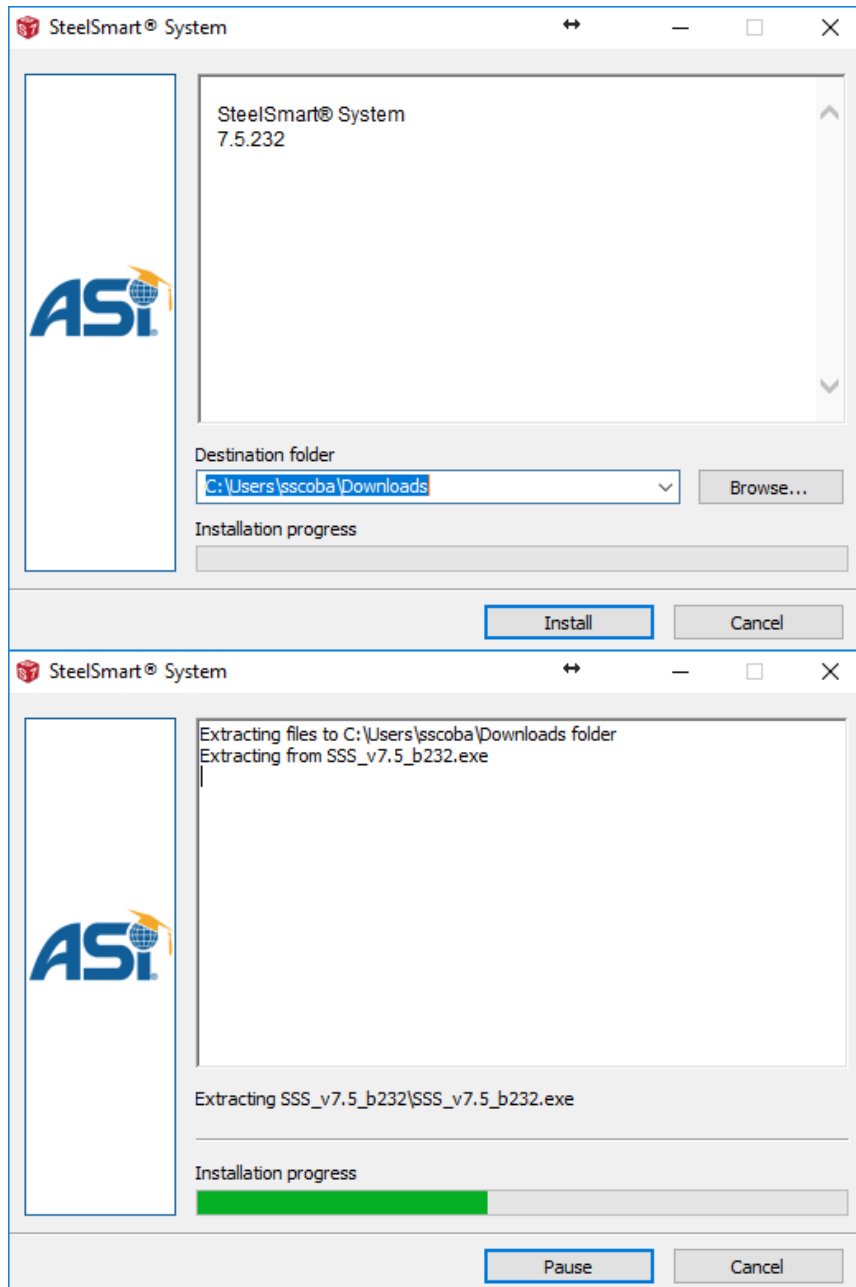 SteelSmart® System
SteelSmart® System
7.5.232
ASi
Destination folder
C:\Users\sscoba\Downloads
Browse...
Installation progress
Install
Cancel
SteelSmart® System
Extracting files to C:\Users\sscoba\Downloads folder
Extracting from SSS_v7.5_b232.exe
ASi
Extracting SSS_v7.5_b232\SSS_v7.5_b232.exe
Installation progress
Pause
Cancel